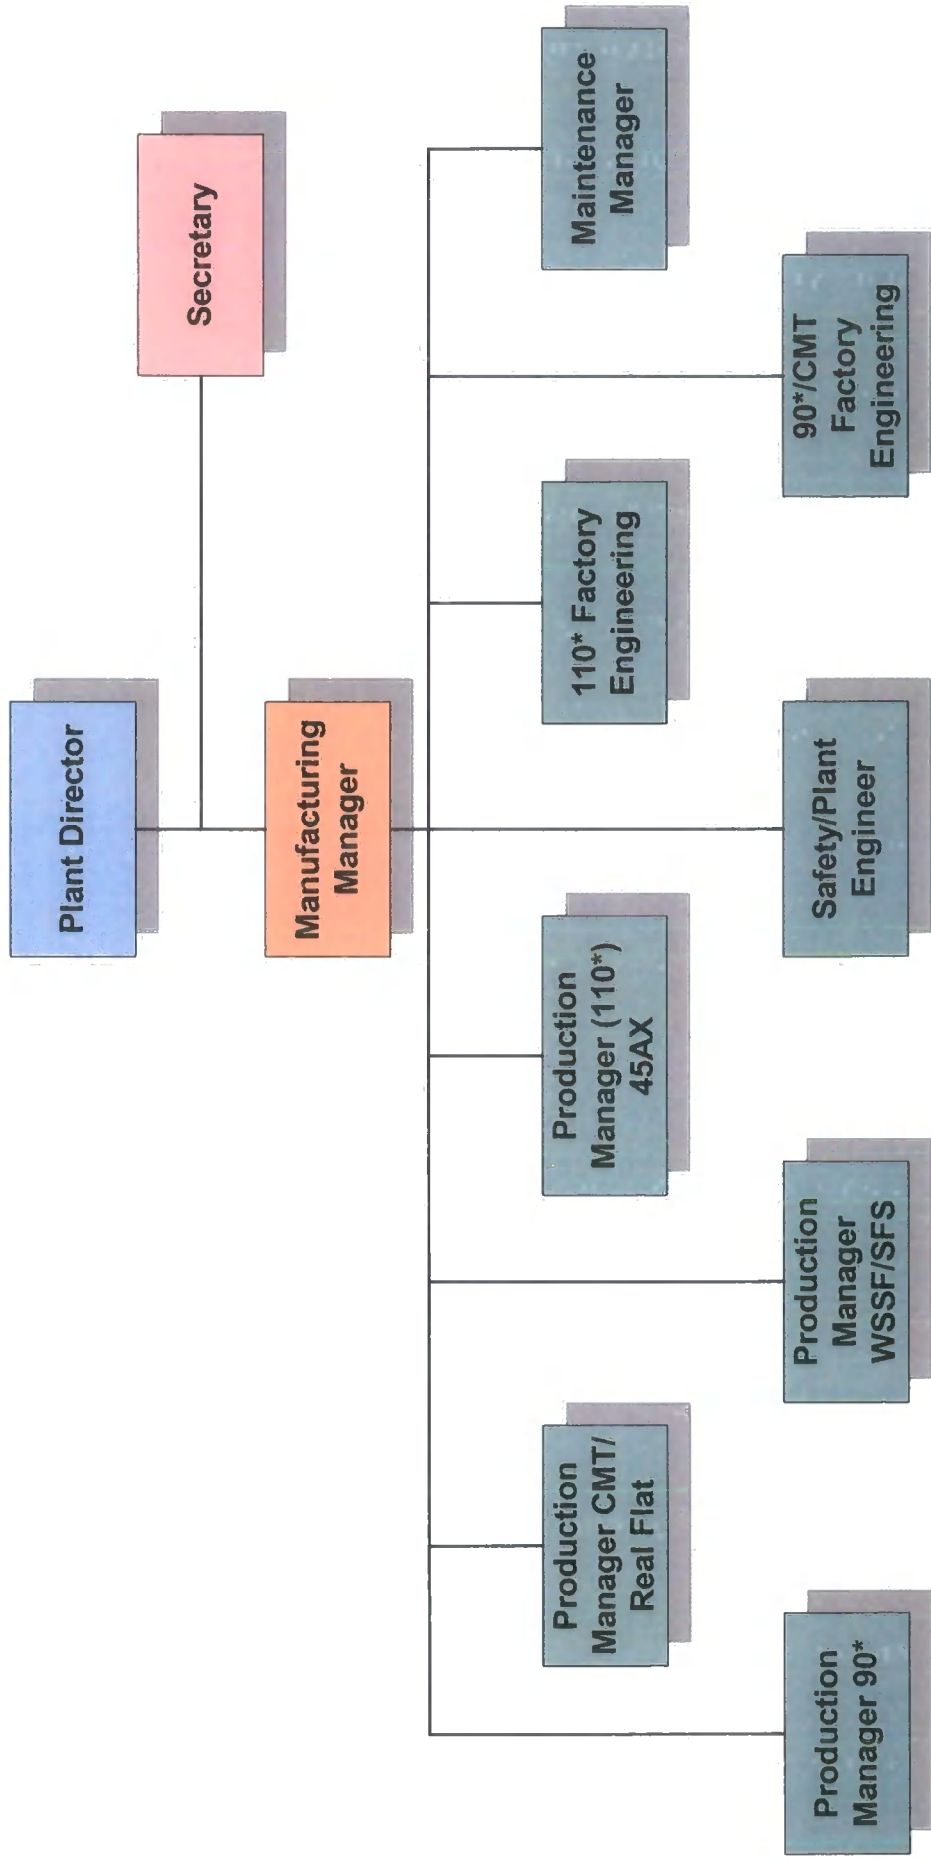 Plant Director
Secretary
Manufacturing
Manager
Production
Manager CMT/
Real Flat
Production
Manager (110*)
45AX
110* Factory
Engineering
Maintenance
Manager
Production
Manager 90*
Production
Manager
WSSF/SFS
Safety/Plant
Engineer
90*/CMT
Factory
Engineering